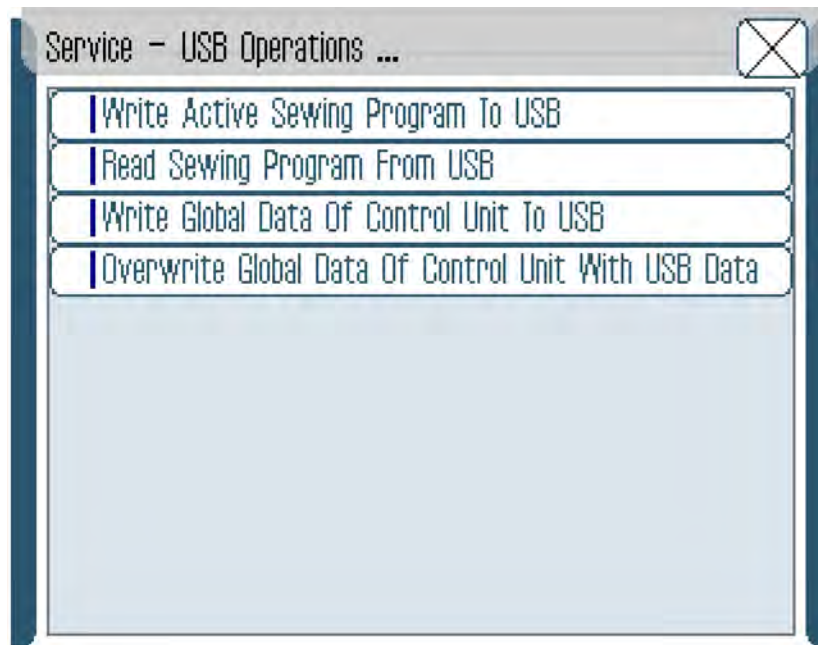 Service - USB Operations ...
Write Active Sewing Program To USB
Read Sewing Program From USB
Write Global Data Of Control Unit To USB
Overwrite Global Data Of Control Unit With USB Data